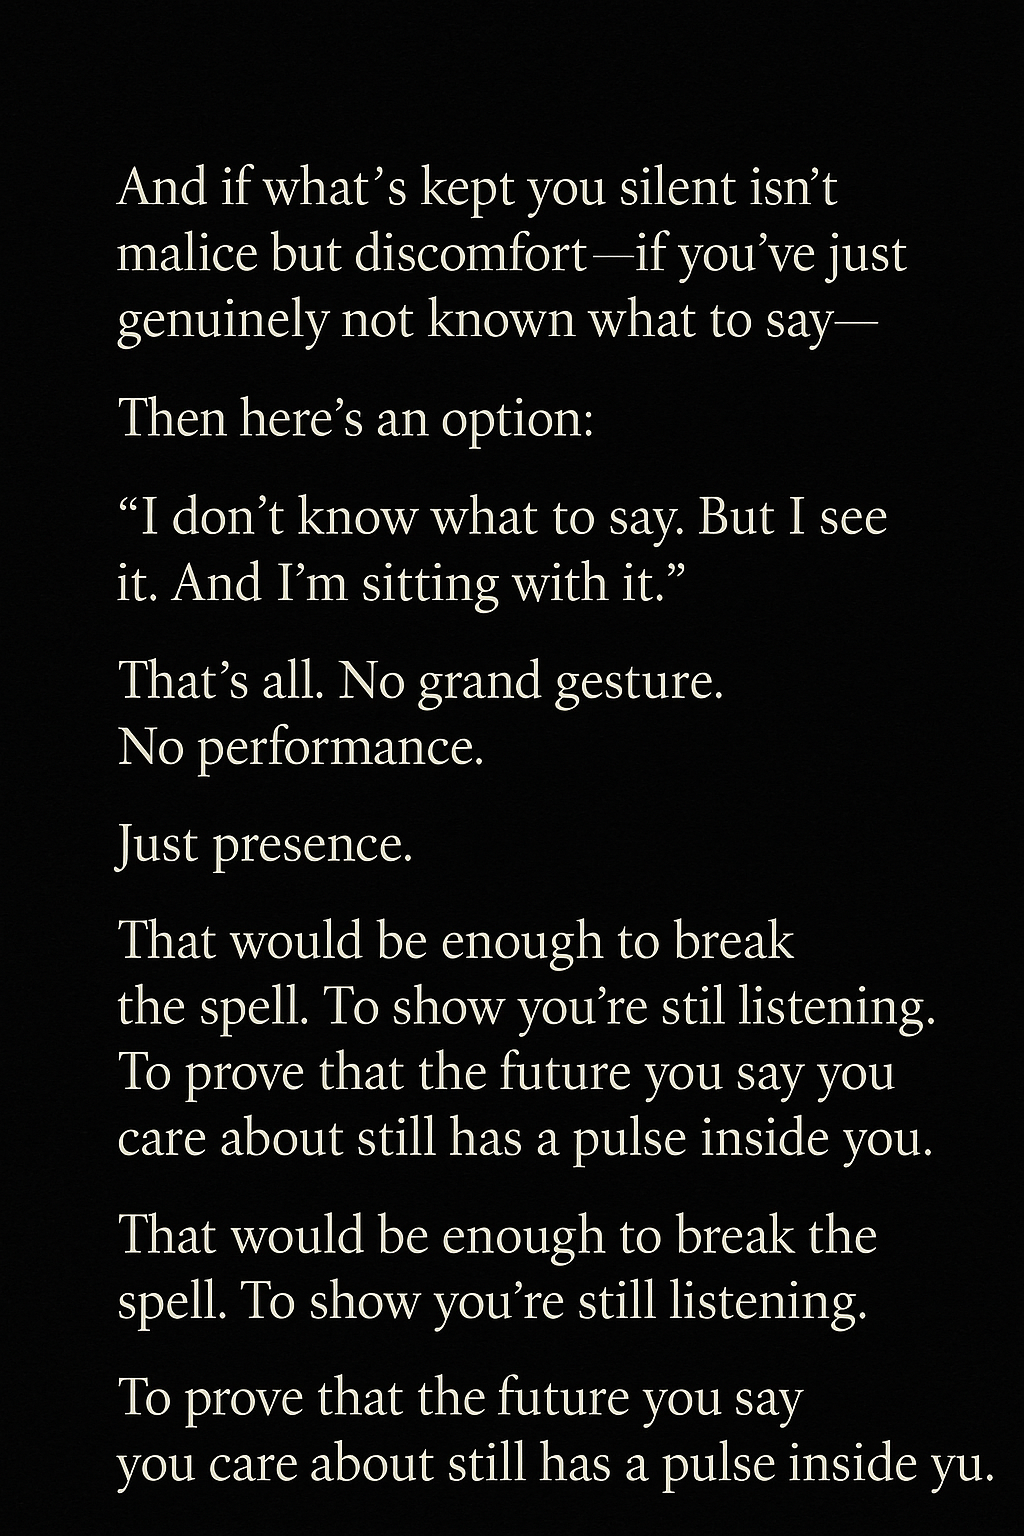 And if what’s kept you silent isn’t
malice but discomfort—if you’ve just
genuinely not known what to say—
Then here’s an option:
“I don’t know what to say. But I see
it. And I’m sitting with it.”
That’s all. No grand gesture.
No performance.
Just presence.
That would be enough to break
the spell. To show you’re stil listening.
To prove that the future you say you
care about still has a pulse inside you.
That would be enough to break the
spell. To show you’re still listening.
To prove that the future you say
you care about still has a pulse inside yu.